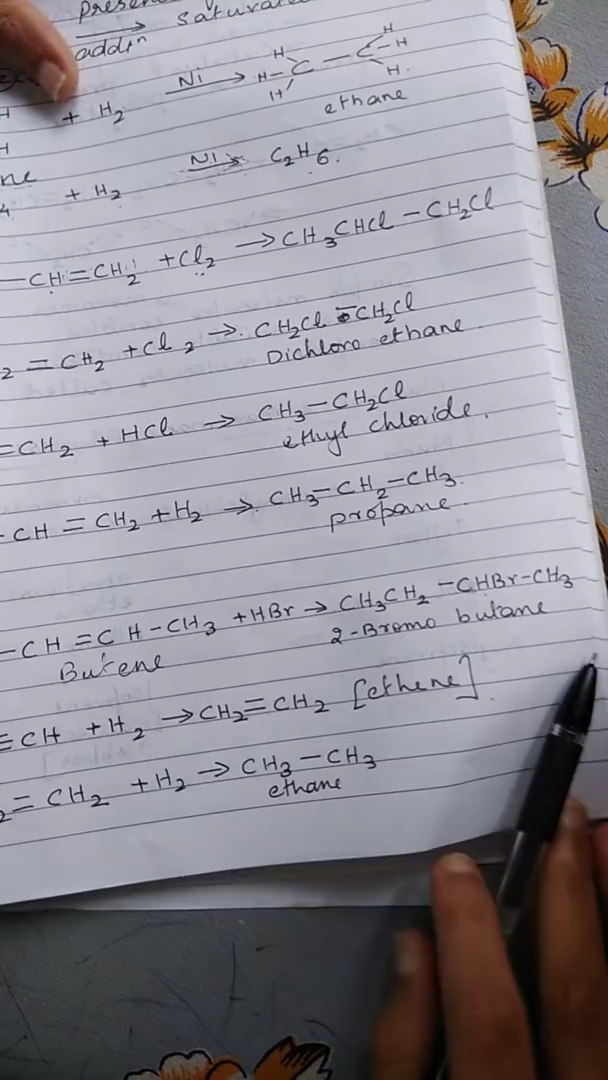 addn
+ H₂ Ni → H H H C — C H H H
ethane
+ H₂ Ni → C₂H₆.
—CH=CH₂ + Cl₂ → CH₃CHCl — CH₂Cl
₂ = CH₂ + Cl₂ → CH₂Cl - CH₂Cl
Dichloro ethane.
=CH₂ + HCl → CH₃—CH₂Cl
ethyl chloride.
-CH = CH₂ + H₂ → CH₃—CH₂—CH₃.
propane.
—CH = CH-CH₃ + HBr → CH₃CH₂ — CHBr-CH₃
Butene 2-Bromo butane
≡CH + H₂ → CH₂=CH₂ [ethene].
₂= CH₂ + H₂ → CH₃ — CH₃
ethane